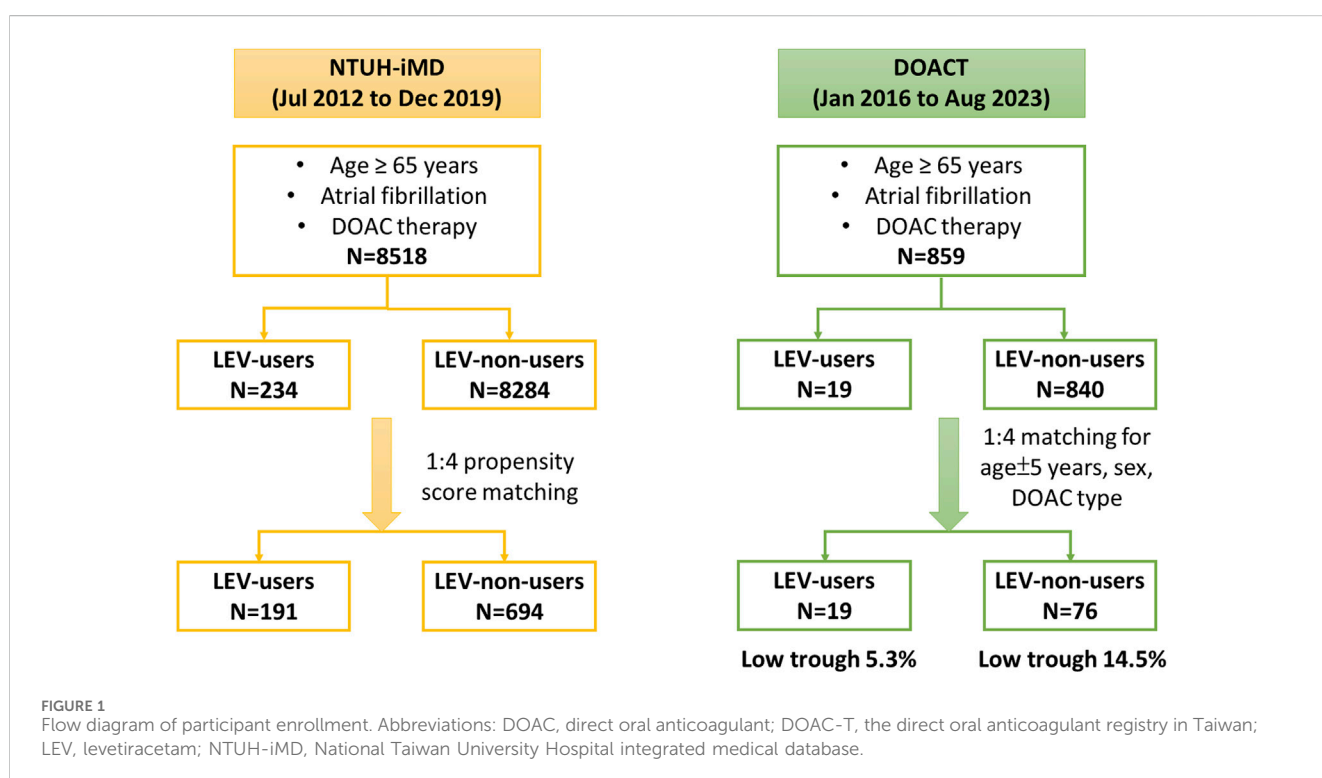 NTUH-iMD
(Jul 2012 to Dec 2019)
• Age ≥ 65 years
• Atrial fibrillation
• DOAC therapy
N=8518
LEV-users
N=234
LEV-non-users
N=8284
1:4 propensity
score matching
LEV-users
N=191
LEV-non-users
N=694
DOACT
(Jan 2016 to Aug 2023)
• Age ≥ 65 years
• Atrial fibrillation
• DOAC therapy
N=859
LEV-users
N=19
LEV-non-users
N=840
1:4 matching for
age±5 years, sex,
DOAC type
LEV-users
N=19
LEV-non-users
N=76
Low trough 5.3%
Low trough 14.5%
FIGURE 1
Flow diagram of participant enrollment. Abbreviations: DOAC, direct oral anticoagulant; DOAC-T, the direct oral anticoagulant registry in Taiwan;
LEV, levetiracetam; NTUH-iMD, National Taiwan University Hospital integrated medical database.